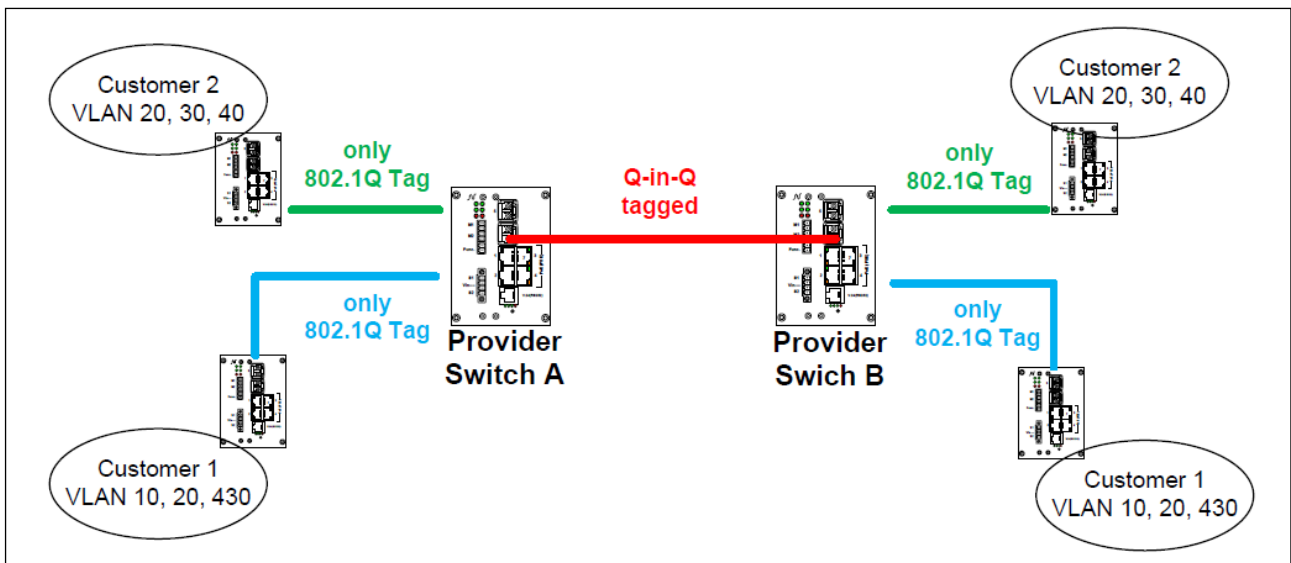 Customer 2
VLAN 20, 30, 40
Customer 2
VLAN 20, 30, 40
only
802.1Q Tag
Q-in-Q
tagged
only
802.1Q Tag
only
802.1Q Tag
only
802.1Q Tag
Provider
Switch A
Provider
Swich B
Customer 1
VLAN 10, 20, 430
Customer 1
VLAN 10, 20, 430